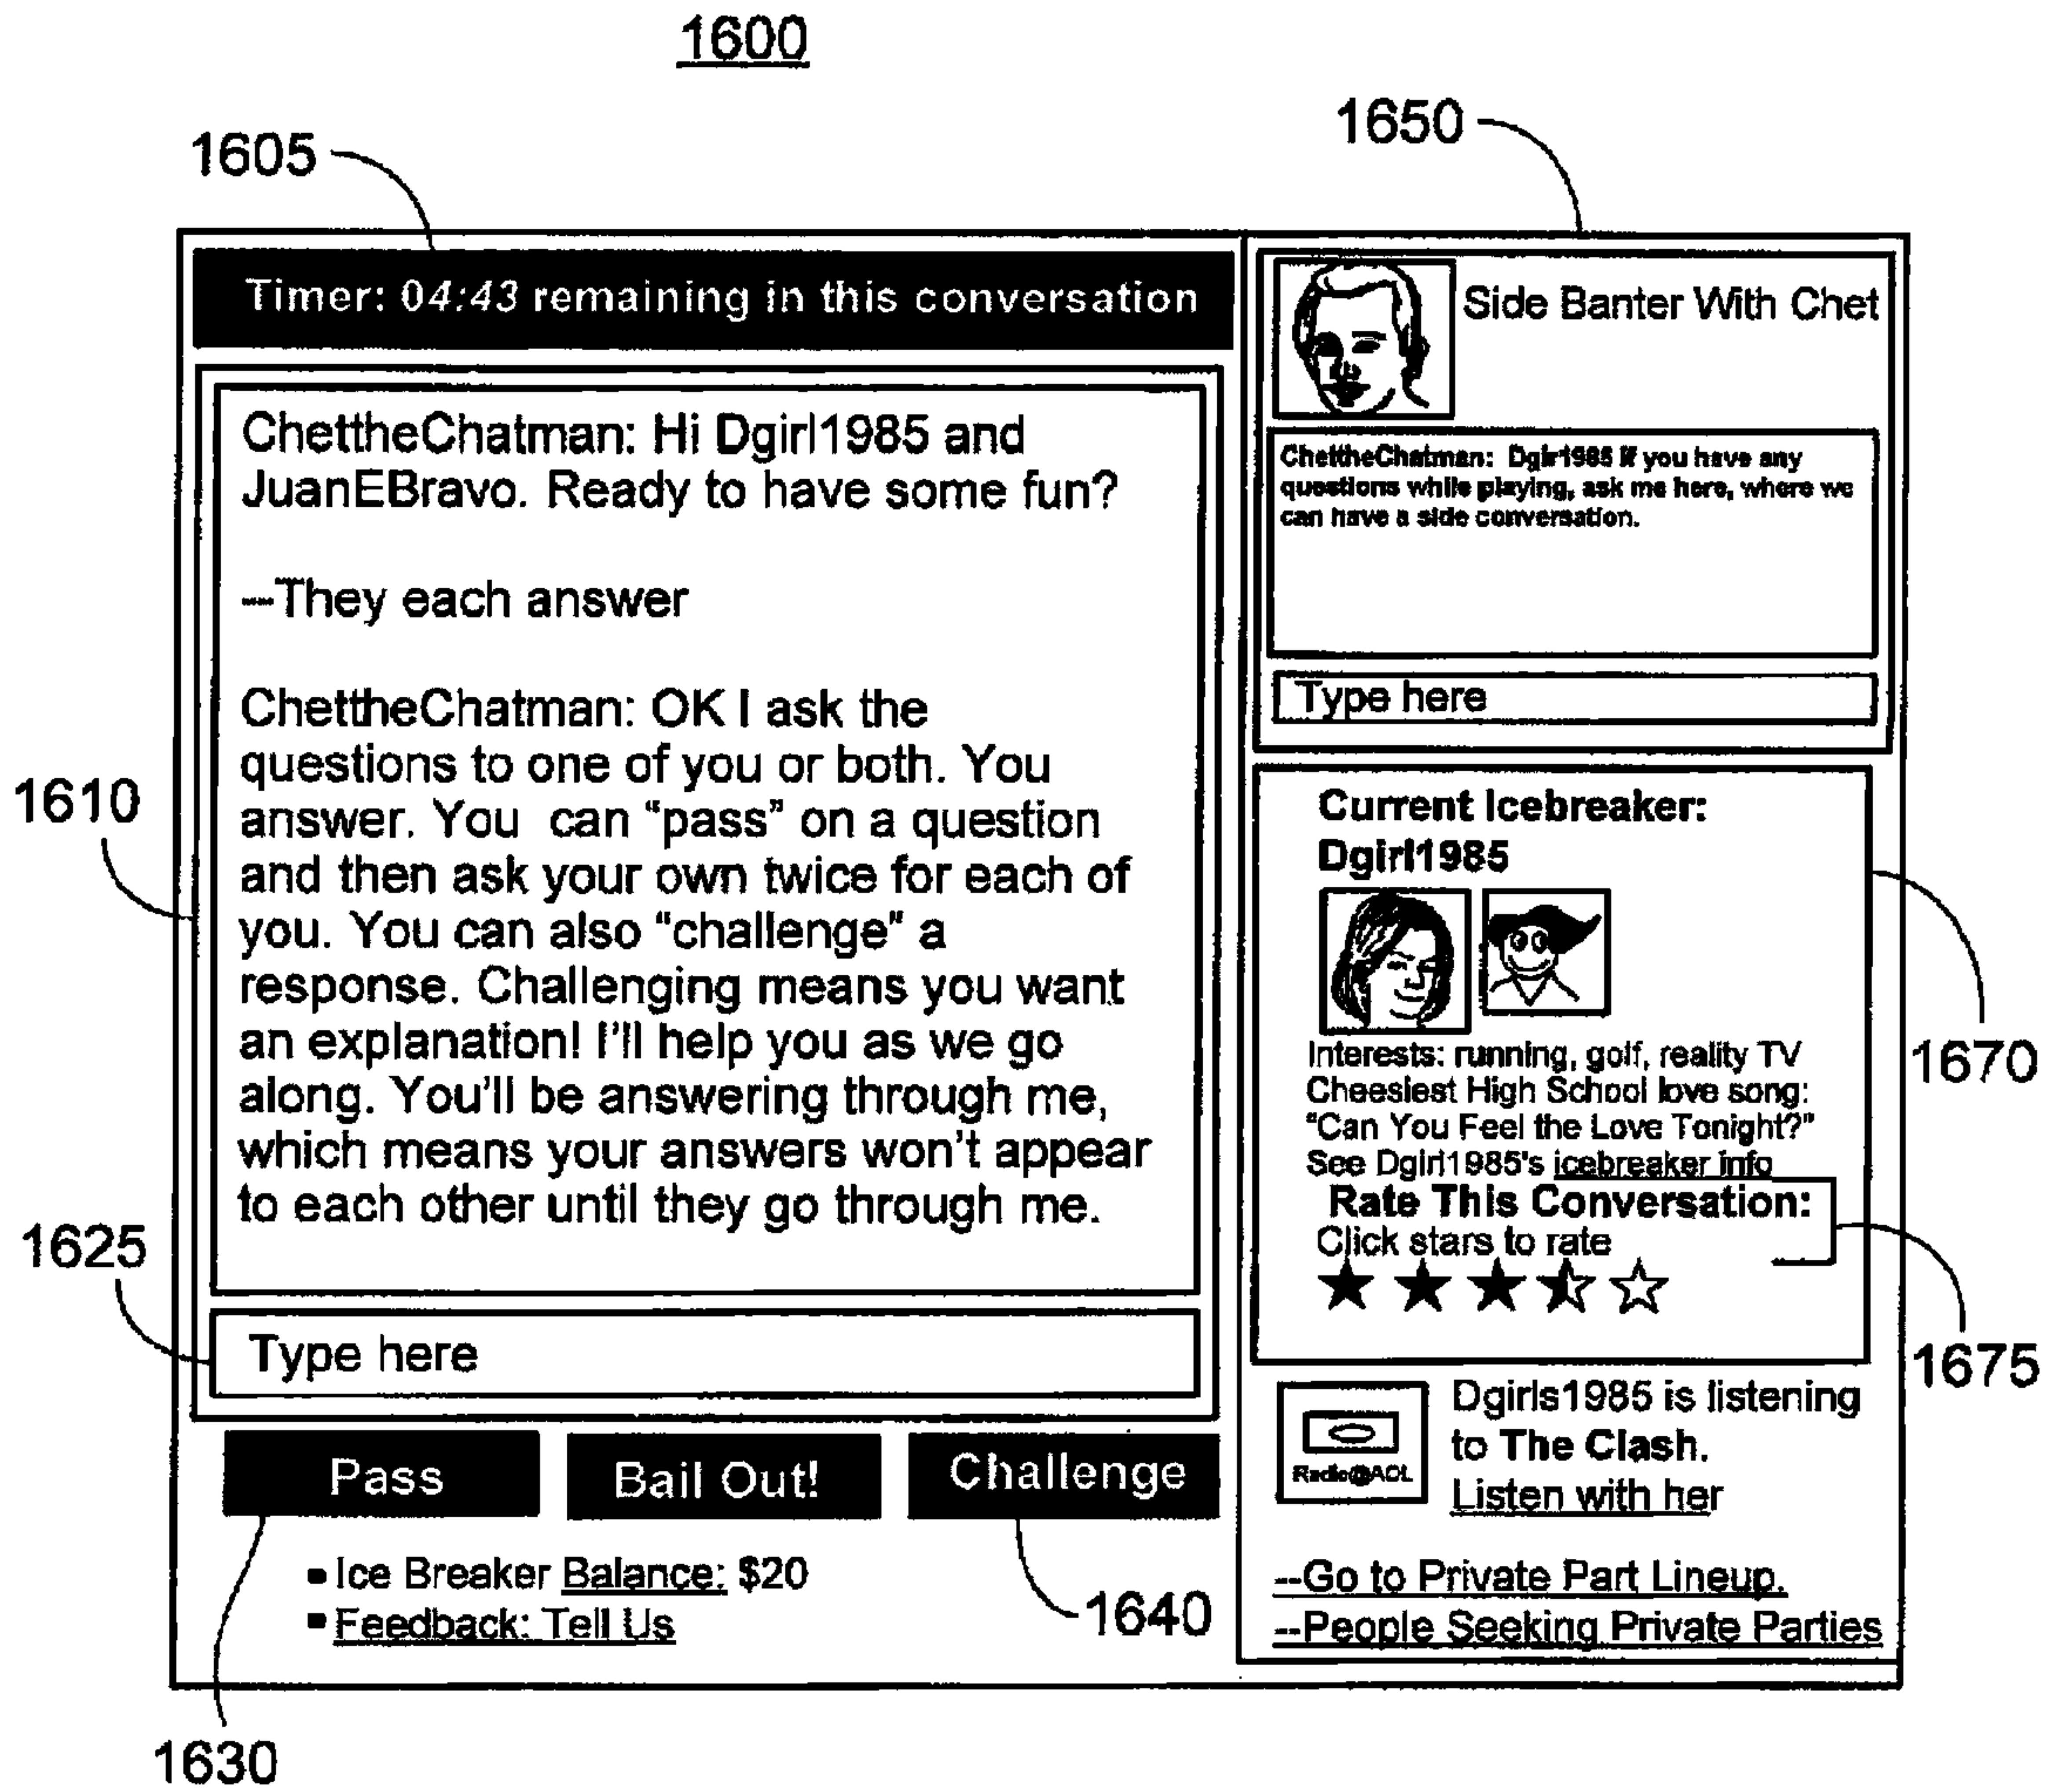 1600
1605
1650
Timer: 04:43 remaining in this conversation
ChettheChatman: Hi Dgirl1985 and
JuanEBravo. Ready to have some fun?
--They each answer
ChettheChatman: OK I ask the
questions to one of you or both. You
answer. You can “pass” on a question
and then ask your own twice for each of
you. You can also “challenge” a
response. Challenging means you want
an explanation! I'll help you as we go
along. You'll be answering through me,
which means your answers won't appear
to each other until they go through me.
Type here
1610
1625
Pass
Bail Out!
Challenge
1630
1640
▪ Ice Breaker Balance: $20
▪ Feedback: Tell Us
Side Banter With Chet
ChettheChatman: Dgirl1985 if you have any
questions while playing, ask me here, where we
can have a side conversation.
Type here
Current Icebreaker:
Dgirl1985
Interests: running, golf, reality TV
Cheesiest High School love song:
“Can You Feel the Love Tonight?”
See Dgirl1985's icebreaker info
Rate This Conversation:
Click stars to rate
1670
1675
Radio@AOL
Dgirls1985 is listening
to The Clash.
Listen with her
--Go to Private Part Lineup.
--People Seeking Private Parties